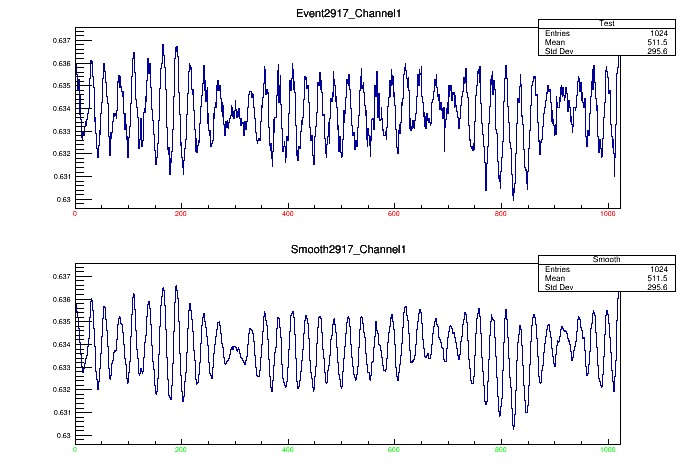 Event2917_Channel1
Test
Entries 1024
Mean 511.5
Std Dev 295.6
0.637
0.636
0.635
0.634
0.633
0.632
0.631
0.63
0 200 400 600 800 1000
Smooth2917_Channel1
Smooth
Entries 1024
Mean 511.5
Std Dev 295.6
0.637
0.636
0.635
0.634
0.633
0.632
0.631
0.63
0 200 400 600 800 1000